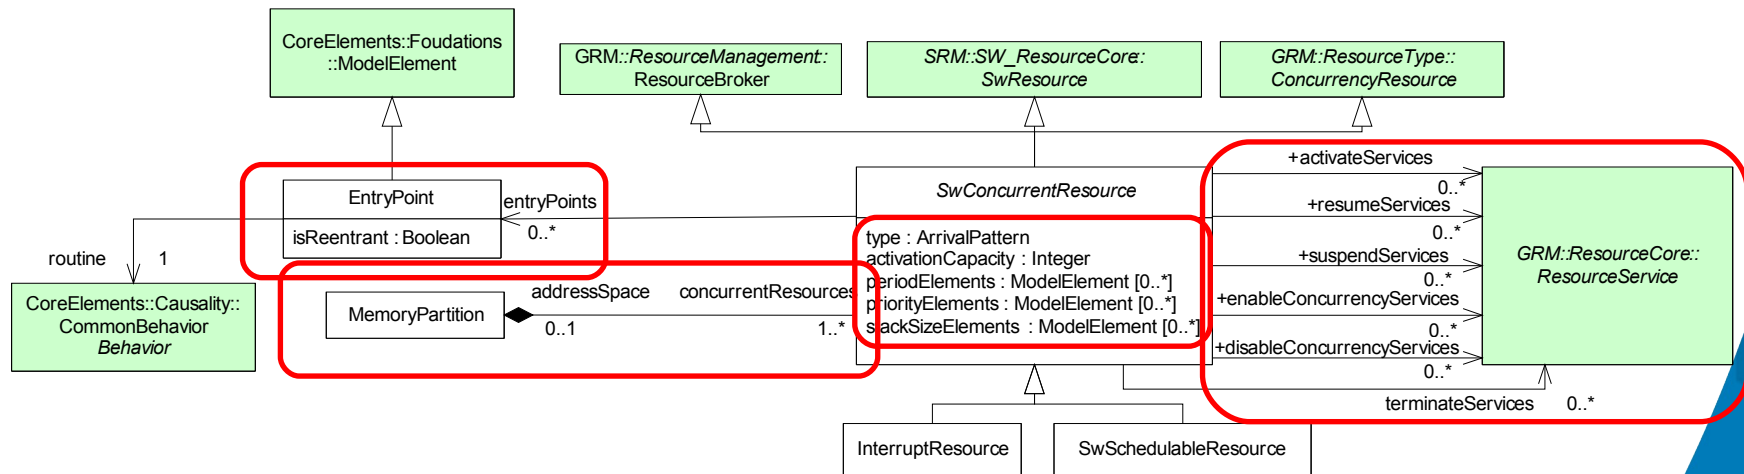 CoreElements::Foudations
::ModelElement
GRM::ResourceManagement::
ResourceBroker
SRM::SW_ResourceCore::
SwResource
GRM::ResourceType::
ConcurrencyResource
EntryPoint
isReentrant : Boolean
entryPoints
0..*
routine
1
CoreElements::Causality::
CommonBehavior
Behavior
MemoryPartition
addressSpace
0..1
concurrentResources
1..*
SwConcurrentResource
type : ArrivalPattern
activationCapacity : Integer
periodElements : ModelElement [0..*]
priorityElements : ModelElement [0..*]
stackSizeElements : ModelElement [0..*]
+activateServices
0..*
+resumeServices
0..*
+suspendServices
0..*
+enableConcurrencyServices
0..*
+disableConcurrencyServices
0..*
terminateServices
0..*
GRM::ResourceCore::
ResourceService
InterruptResource
SwSchedulableResource